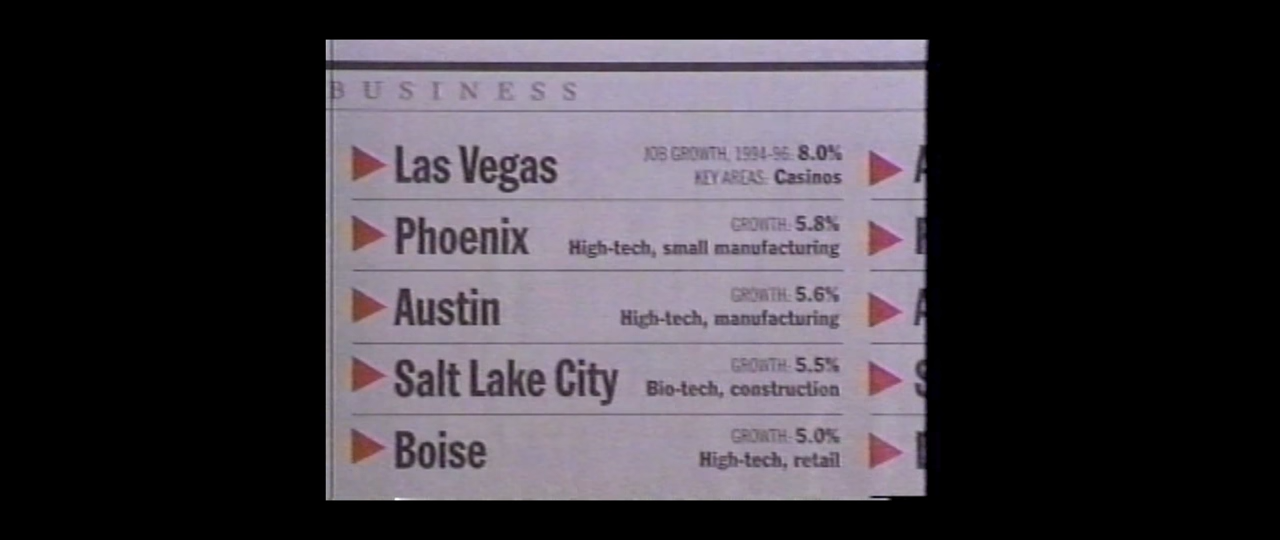 BUSINESS
Las Vegas
JOB GROWTH, 1994-96: 8.0%
KEY AREAS: Casinos
Phoenix
GROWTH: 5.8%
High-tech, small manufacturing
Austin
GROWTH: 5.6%
High-tech, manufacturing
Salt Lake City
GROWTH: 5.5%
Bio-tech, construction
Boise
GROWTH: 5.0%
High-tech, retail